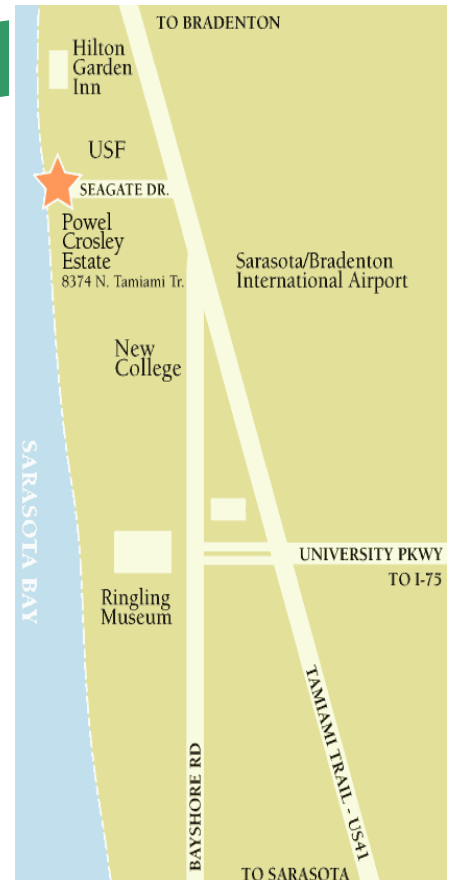 TO BRADENTON
Hilton
Garden
Inn
USF
SEAGATE DR.
Powel
Crosley
Estate
8374 N. Tamiami Tr.
Sarasota/Bradenton
International Airport
New
College
SARASOTA BAY
UNIVERSITY PKWY
TO I-75
Ringling
Museum
TAMIAMI TRAIL - US41
BAYSHORE RD
TO SARASOTA